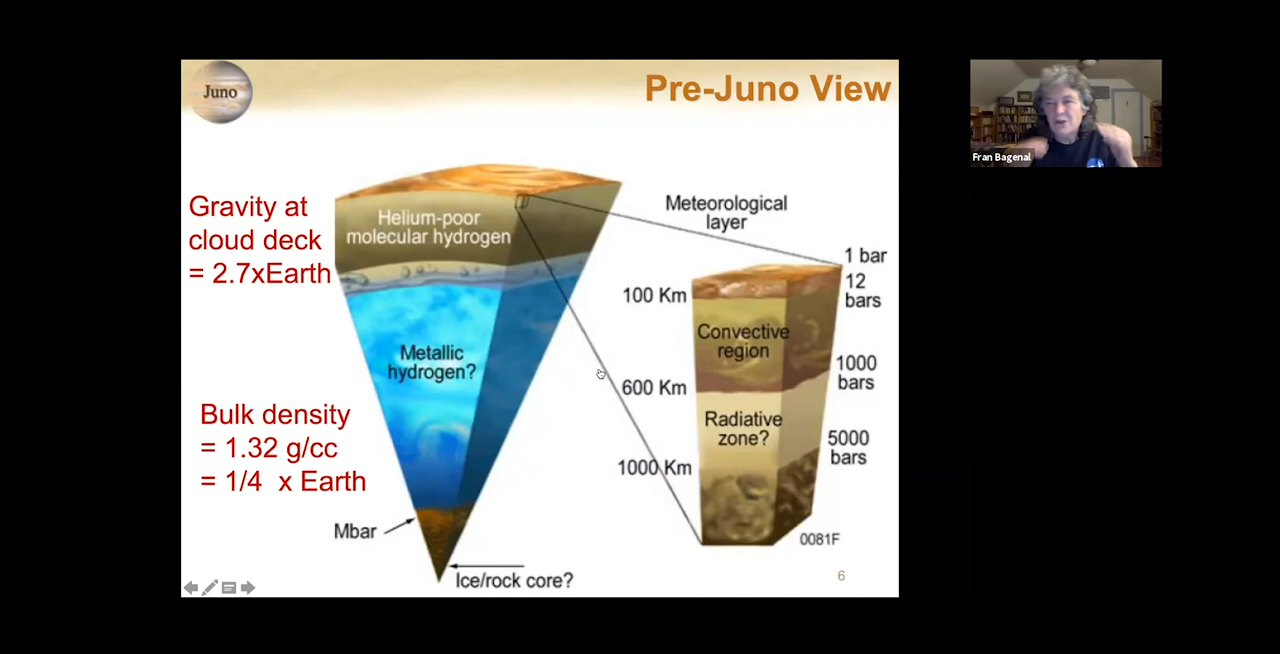 Juno
Pre-Juno View
Gravity at
cloud deck
= 2.7xEarth
Bulk density
= 1.32 g/cc
= 1/4 x Earth
Helium-poor
molecular hydrogen
Metallic
hydrogen?
Mbar
Ice/rock core?
Meteorological
layer
1 bar
12
bars
100 Km
Convective
region
1000
bars
600 Km
Radiative
zone?
5000
bars
1000 Km
0081F
6
Fran Bagenal